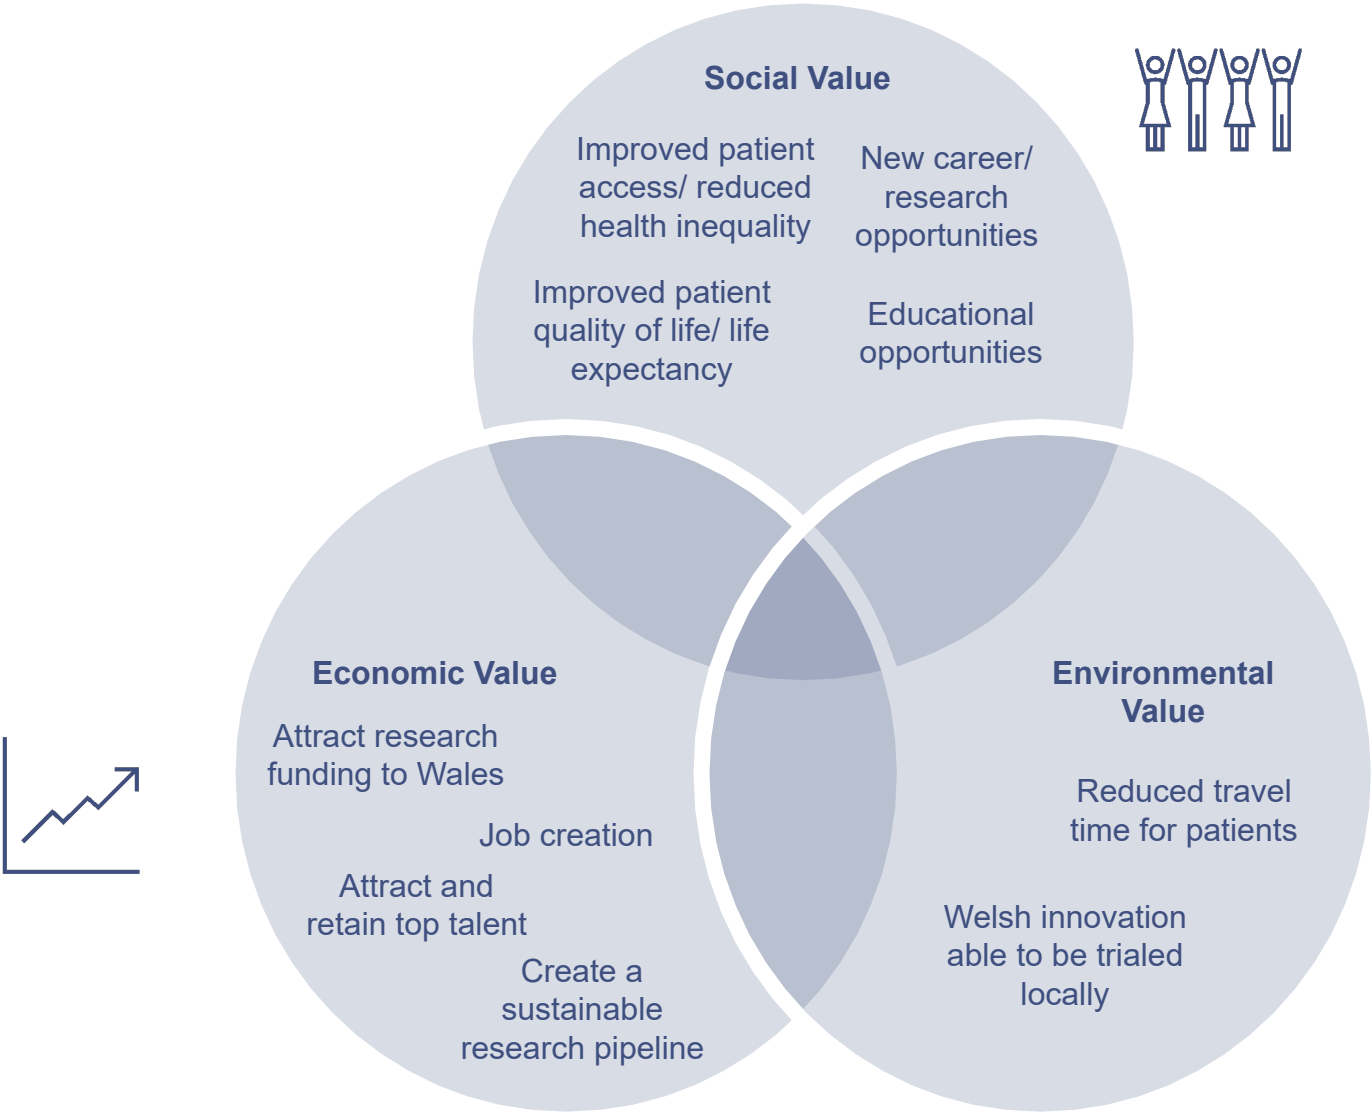 Social Value
Improved patient
access/ reduced
health inequality
New career/
research
opportunities
Improved patient
quality of life/ life
expectancy
Educational
opportunities
Economic Value
Attract research
funding to Wales
Job creation
Attract and
retain top talent
Create a
sustainable
research pipeline
Environmental
Value
Reduced travel
time for patients
Welsh innovation
able to be trialed
locally